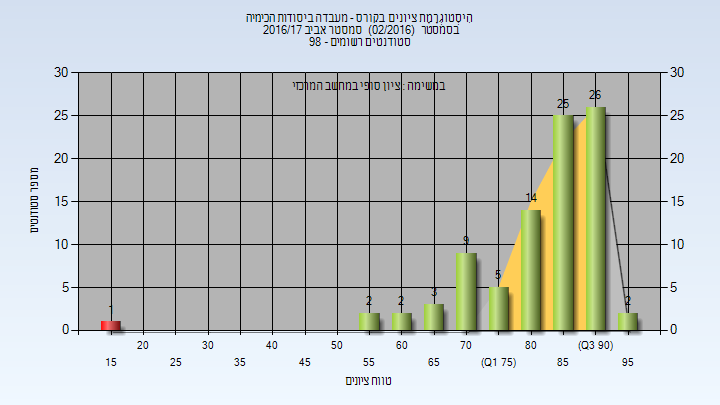 היסטוגרמת ציונים בקורס - מעבדה ביסודות הכימיה
בסמסטר (02/2016) סמסטר אביב 2016/17
סטודנטים רשומים - 98
במשימה : ציון סופי במחשב המרכזי
30 25 20 15 10 5 0
מספר סטודנטים
1 2 2 3 9 5 14 25 26 2
30 25 20 15 10 5 0
20 30 40 50 60 70 80 (Q3 90)
15 25 35 45 55 65 (Q1 75) 85 95
טווח ציונים